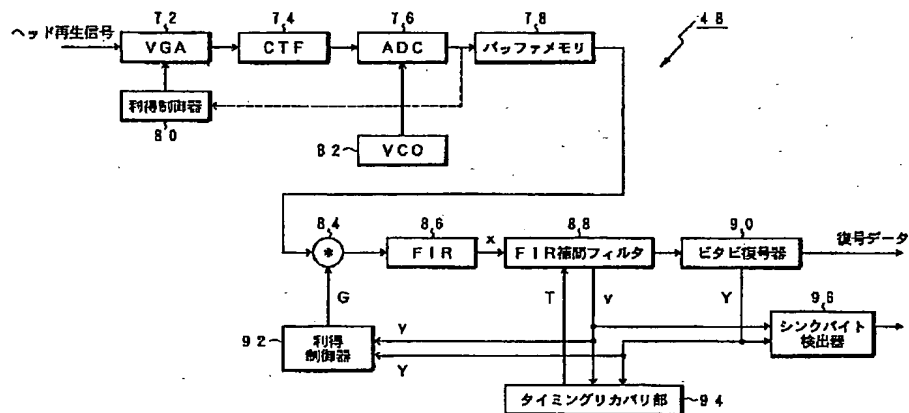 ７２
７４
７６
７８
４８
ヘッド再生信号
ＶＧＡ
ＣＴＦ
ＡＤＣ
バッファメモリ
利得制御器
８０
８２
ＶＣＯ
８４
８６
８８
９０
＊
ＦＩＲ
x
ＦＩＲ補間フィルタ
ビタビ復号器
復号データ
G
T
y
Y
９６
シンクバイト
検出器
９２
利得
制御器
y
Y
タイミングリカバリ部
９４